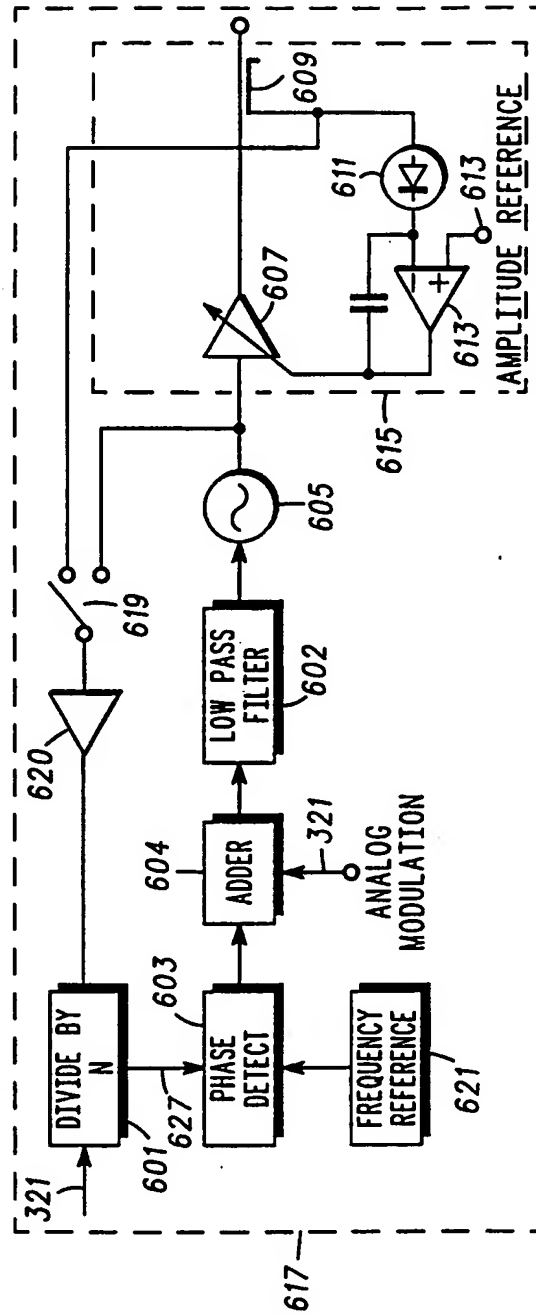 617
321
DIVIDE BY
N
601
627
620
619
PHASE
DETECT
603
FREQUENCY
REFERENCE
621
ADDER
604
321
ANALOG
MODULATION
LOW PASS
FILTER
602
605
607
609
611
−
+
613
613
615
AMPLITUDE REFERENCE